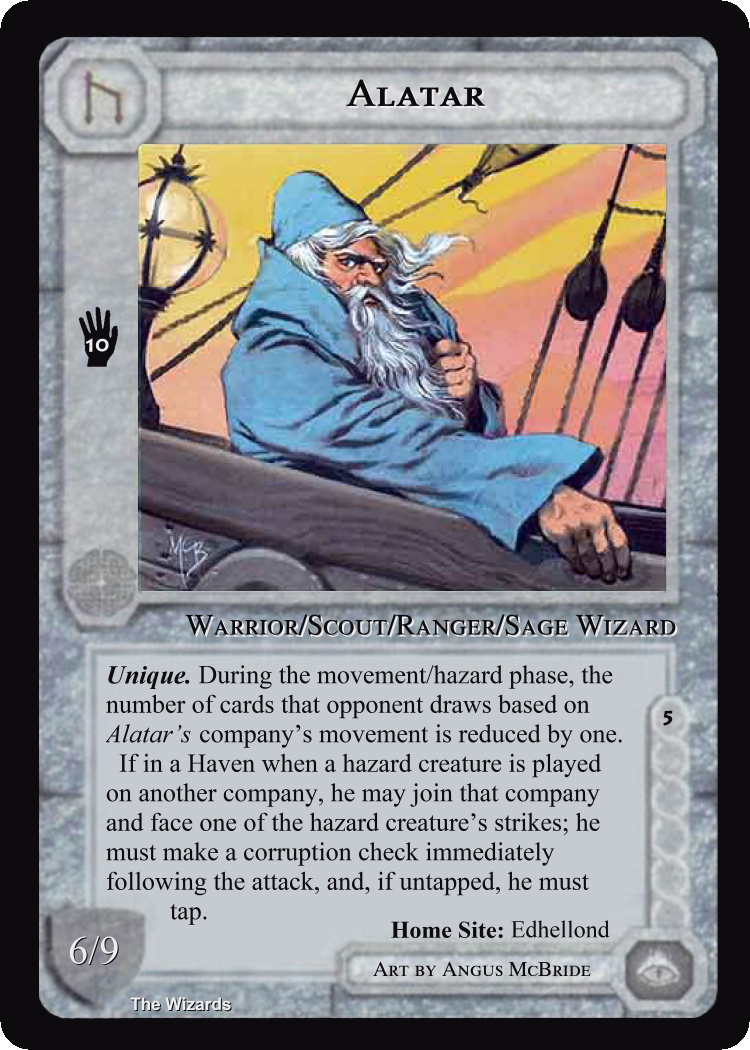 Alatar
10
McB
Warrior/Scout/Ranger/Sage Wizard
Unique. During the movement/hazard phase, the
number of cards that opponent draws based on
Alatar's company's movement is reduced by one.
If in a Haven when a hazard creature is played
on another company, he may join that company
and face one of the hazard creature's strikes; he
must make a corruption check immediately
following the attack, and, if untapped, he must
tap.
5
Home Site: Edhellond
6/9
Art by Angus McBride
The Wizards